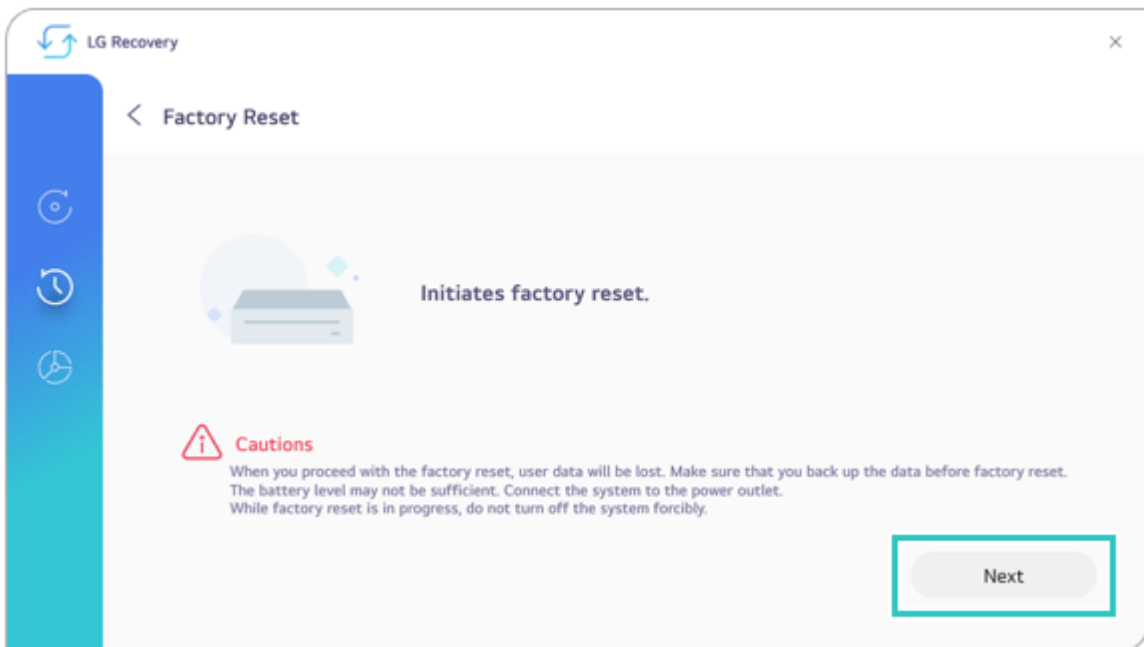 LG Recovery
Factory Reset
Initiates factory reset.
Cautions
When you proceed with the factory reset, user data will be lost. Make sure that you back up the data before factory reset.
The battery level may not be sufficient. Connect the system to the power outlet.
While factory reset is in progress, do not turn off the system forcibly.
Next